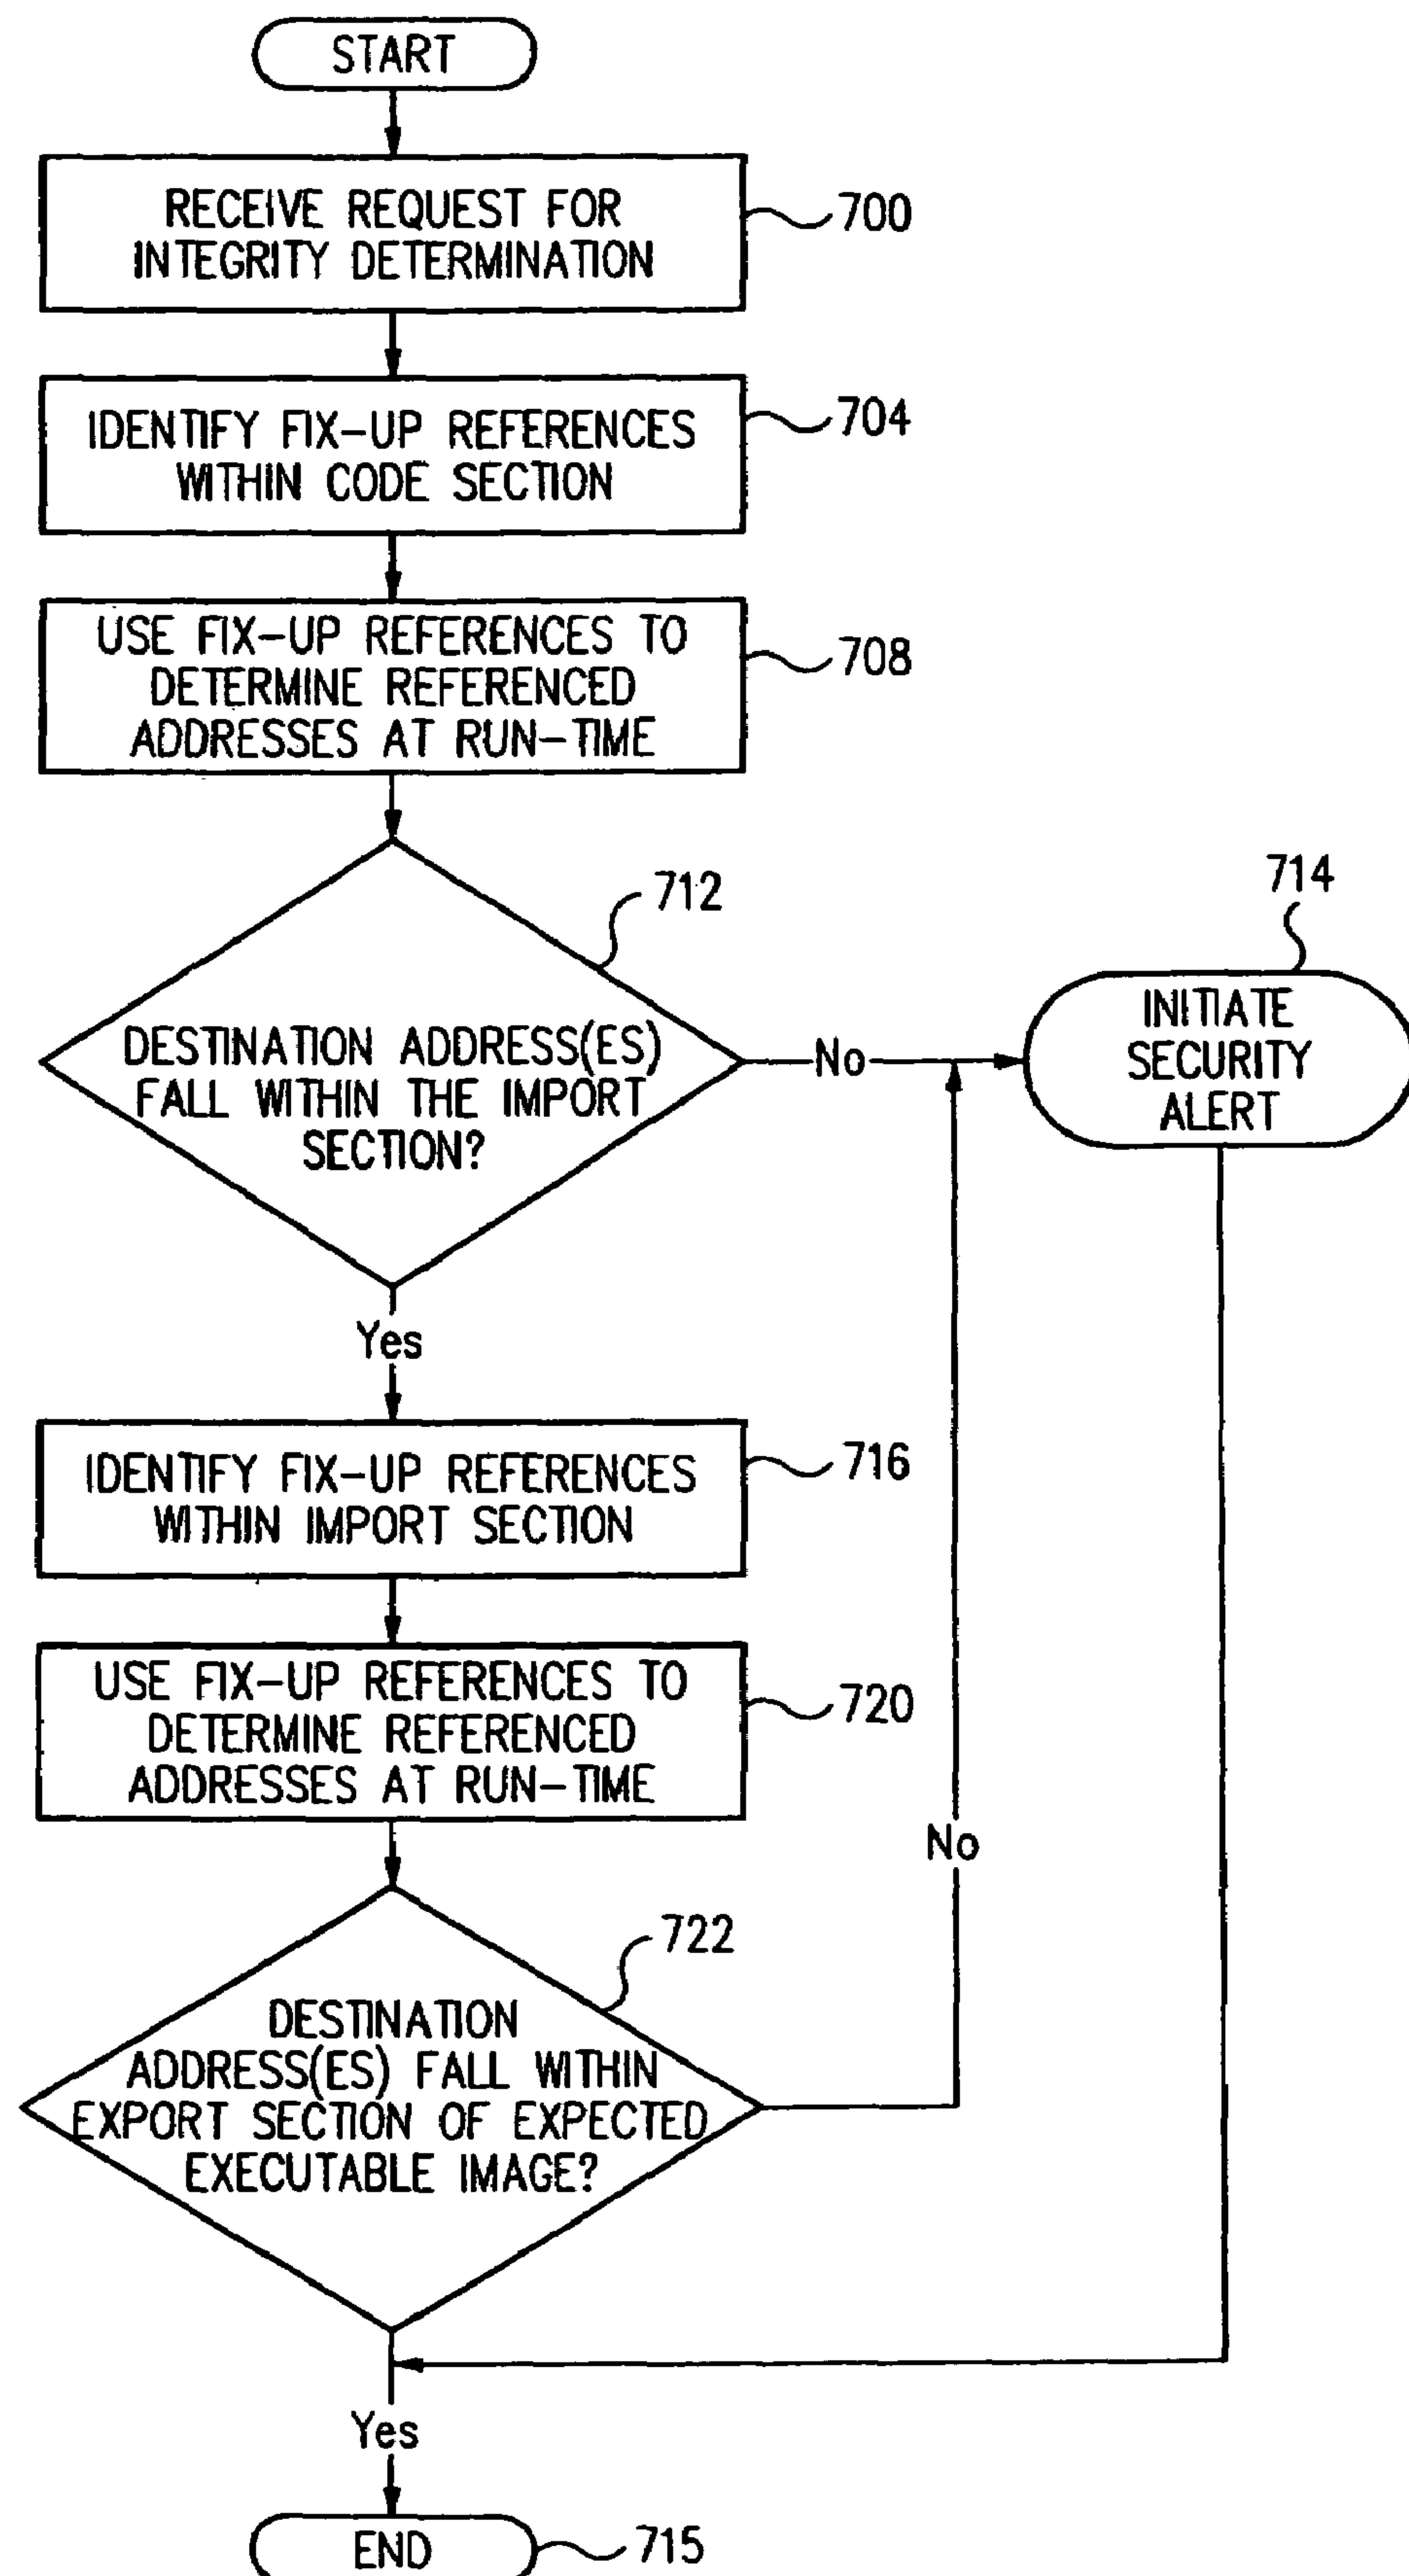 START
RECEIVE REQUEST FOR
INTEGRITY DETERMINATION
700
IDENTIFY FIX-UP REFERENCES
WITHIN CODE SECTION
704
USE FIX-UP REFERENCES TO
DETERMINE REFERENCED
ADDRESSES AT RUN-TIME
708
712
DESTINATION ADDRESS(ES)
FALL WITHIN THE IMPORT
SECTION?
No
714
INITIATE
SECURITY
ALERT
Yes
IDENTIFY FIX-UP REFERENCES
WITHIN IMPORT SECTION
716
USE FIX-UP REFERENCES TO
DETERMINE REFERENCED
ADDRESSES AT RUN-TIME
720
No
722
DESTINATION
ADDRESS(ES) FALL WITHIN
EXPORT SECTION OF EXPECTED
EXECUTABLE IMAGE?
Yes
END
715